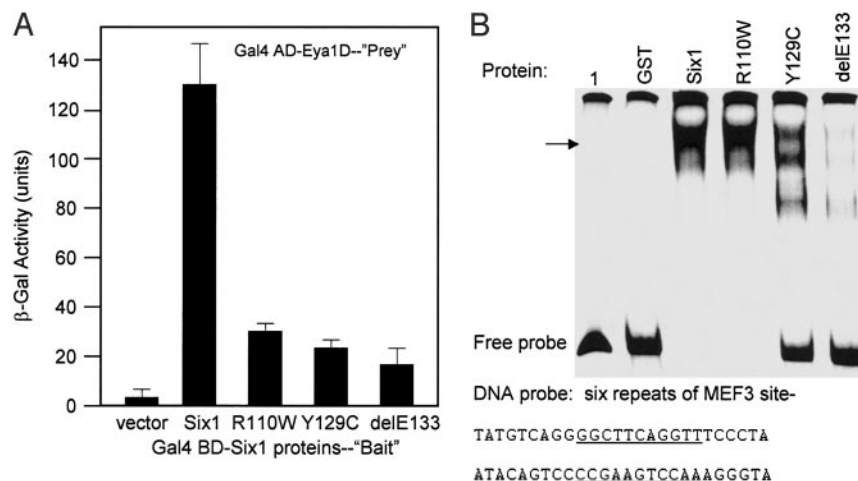 A
Gal4 AD-Eya1D--"Prey"
β-Gal Activity (units)
140
120
100
80
60
40
20
0
vector Six1 R110W Y129C delE133
Gal4 BD-Six1 proteins--"Bait"
B
Protein: 1 GST Six1 R110W Y129C delE133
Free probe
DNA probe: six repeats of MEF3 site-
TATGTCAGGGGCTTCAGGTTTCCCTA
ATACAGTCCCCGAAGTCCAAAGGGTA